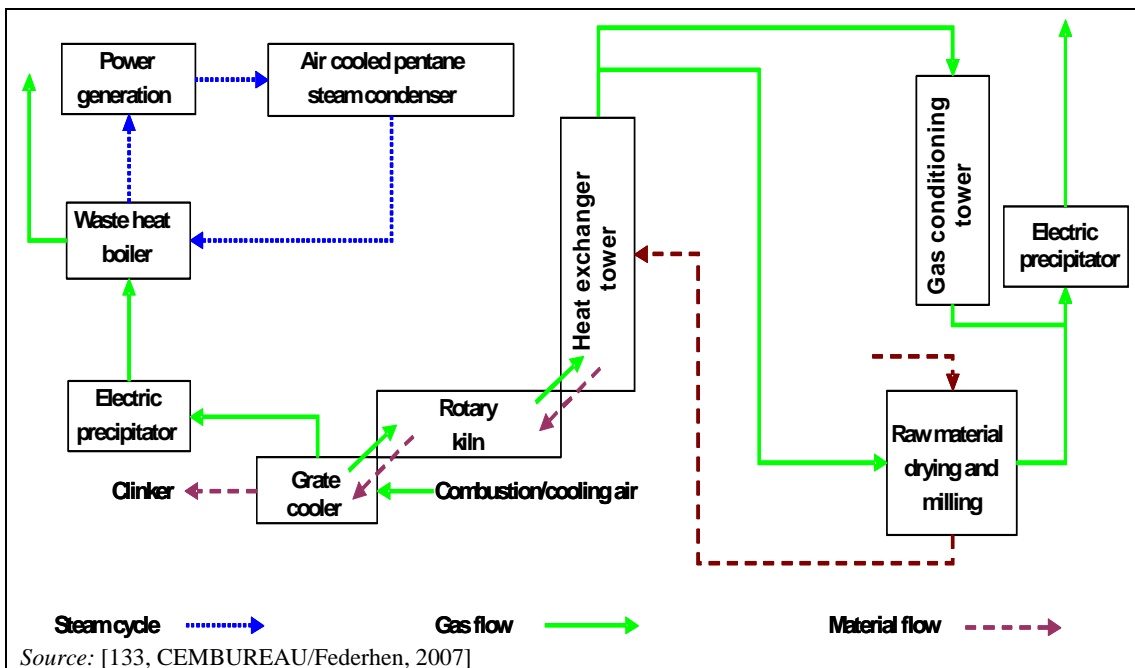 Power
generation
Air cooled pentane
steam condenser
Waste heat
boiler
Electric
precipitator
Clinker
Grate
cooler
Combustion/cooling air
Rotary
kiln
Heat exchanger
tower
Gas conditioning
tower
Electric
precipitator
Raw material
drying and
milling
Steam cycle
Gas flow
Material flow
Source: [133, CEMBUREAU/Federhen, 2007]